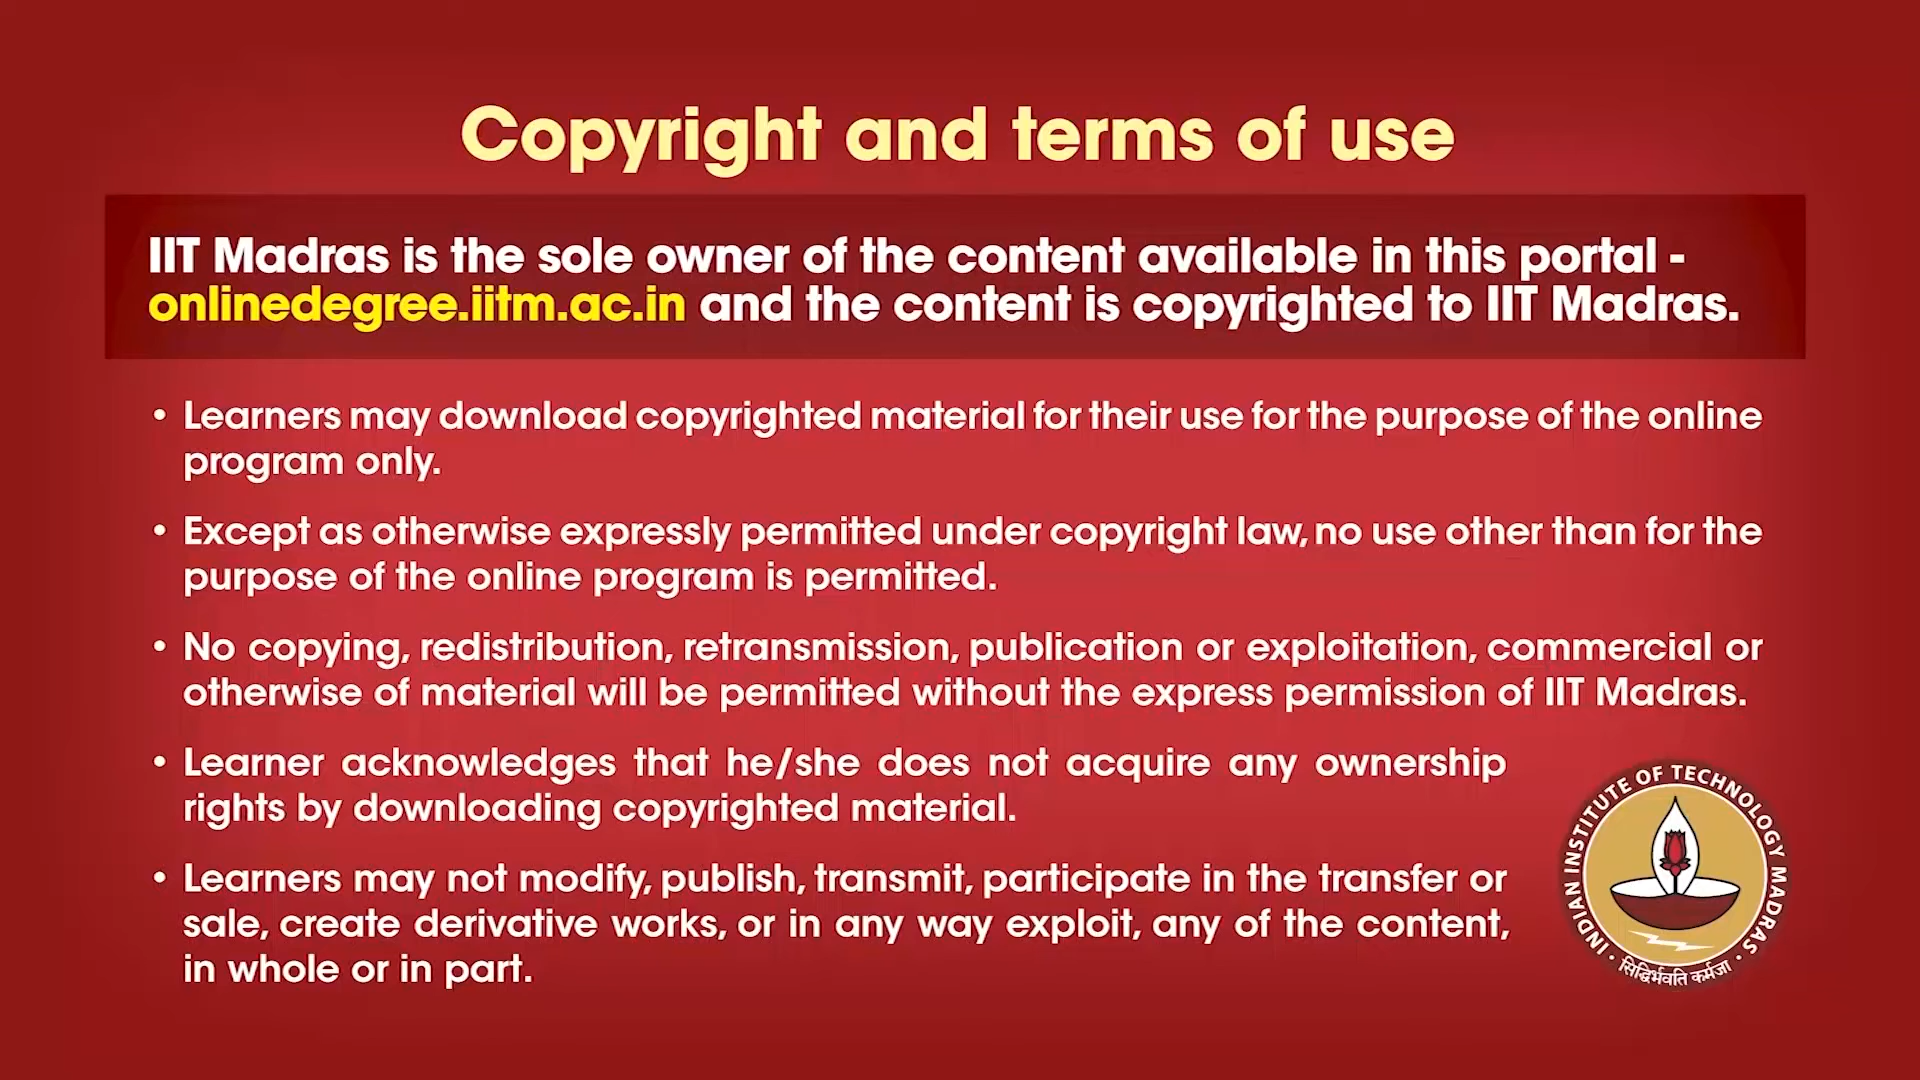 Copyright and terms of use
IIT Madras is the sole owner of the content available in this portal -
onlinedegree.iitm.ac.in and the content is copyrighted to IIT Madras.
• Learners may download copyrighted material for their use for the purpose of the online
program only.
• Except as otherwise expressly permitted under copyright law, no use other than for the
purpose of the online program is permitted.
• No copying, redistribution, retransmission, publication or exploitation, commercial or
otherwise of material will be permitted without the express permission of IIT Madras.
• Learner acknowledges that he/she does not acquire any ownership
rights by downloading copyrighted material.
• Learners may not modify, publish, transmit, participate in the transfer or
sale, create derivative works, or in any way exploit, any of the content,
in whole or in part.
INDIAN INSTITUTE OF TECHNOLOGY MADRAS
सिद्धिर्भवति कर्मजा